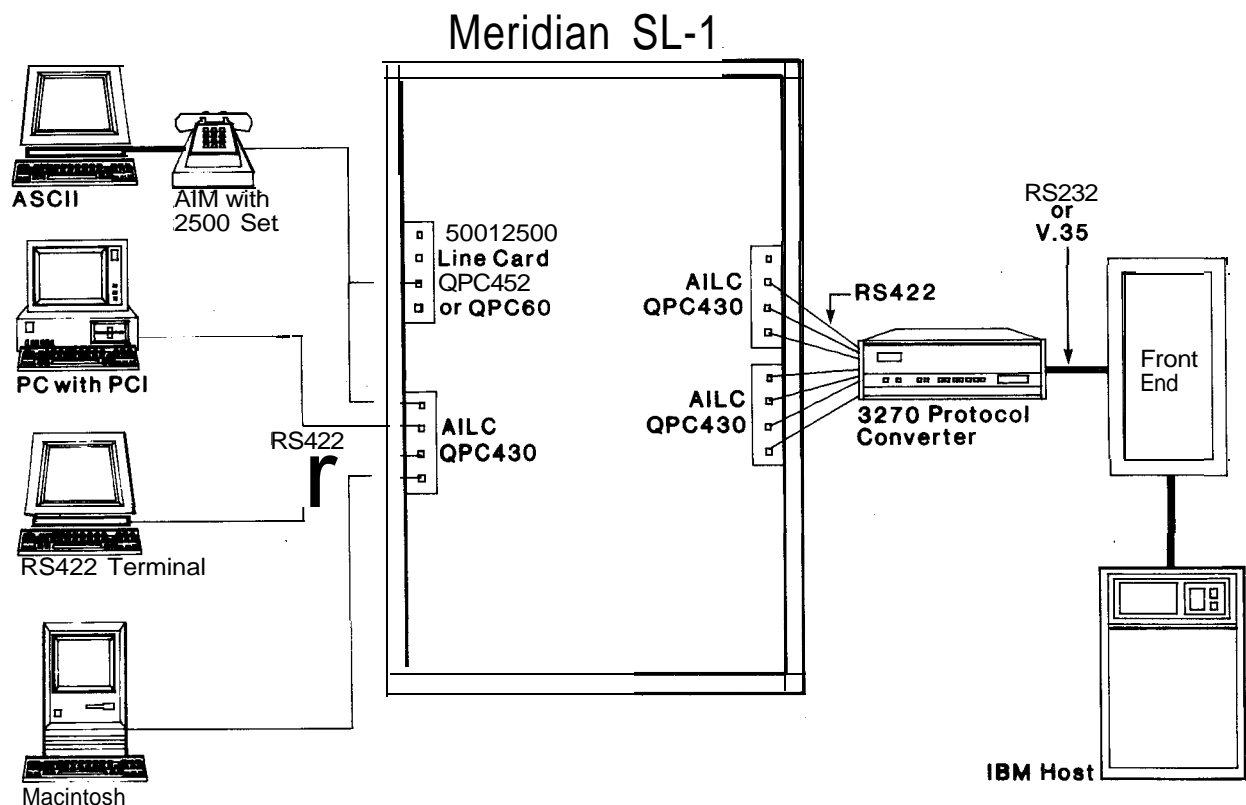 Meridian SL-1
ASCII
AIM with
2500 Set
50012500
Line Card
QPC452
or QPC60
PC with PCI
AILC
QPC430
RS422
r
RS422 Terminal
Macintosh
AILC
QPC430
RS422
AILC
QPC430
3270 Protocol
Converter
RS232
or
V.35
Front
End
IBM Host